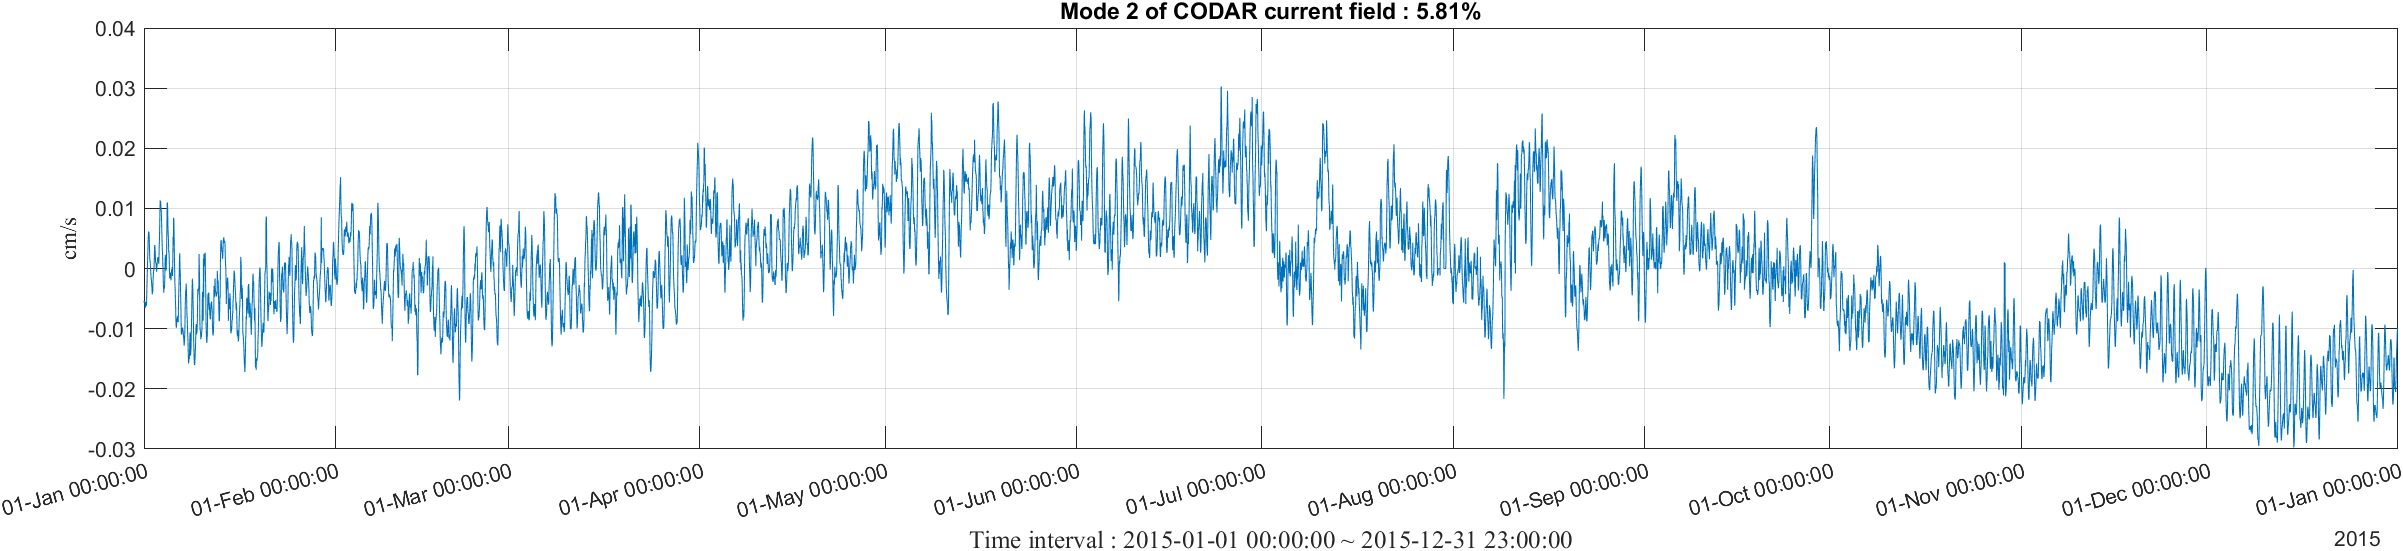 Mode 2 of CODAR current field : 5.81%
0.04
0.03
0.02
0.01
0
-0.01
-0.02
-0.03
cm/s
01-Jan 00:00:00
01-Feb 00:00:00
01-Mar 00:00:00
01-Apr 00:00:00
01-May 00:00:00
01-Jun 00:00:00
01-Jul 00:00:00
01-Aug 00:00:00
01-Sep 00:00:00
01-Oct 00:00:00
01-Nov 00:00:00
01-Dec 00:00:00
01-Jan 00:00:00
Time interval : 2015-01-01 00:00:00 ~ 2015-12-31 23:00:00
2015